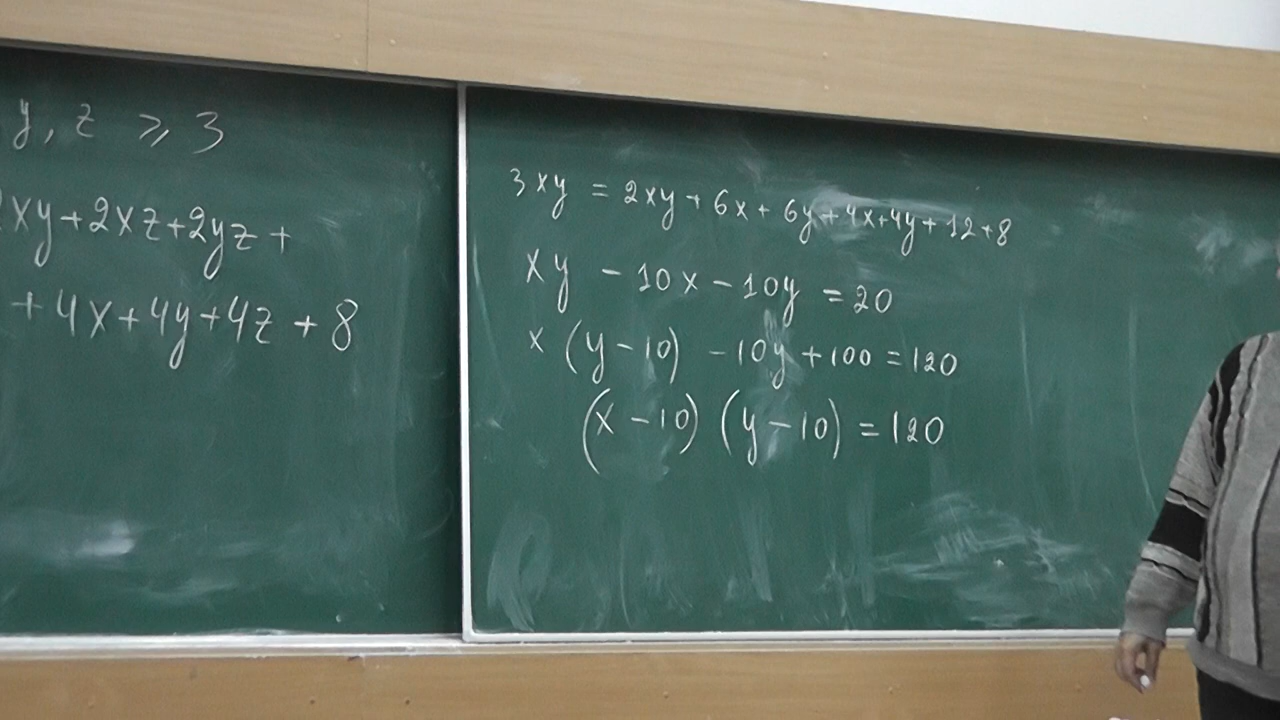 y, z ⩾ 3
2xy+2xz+2yz+
+4x+4y+4z+8
3xy = 2xy+6x+6y+4x+4y+12+8
xy -10x-10y =20
x (y-10) -10y+100=120
(x-10) (y-10) =120